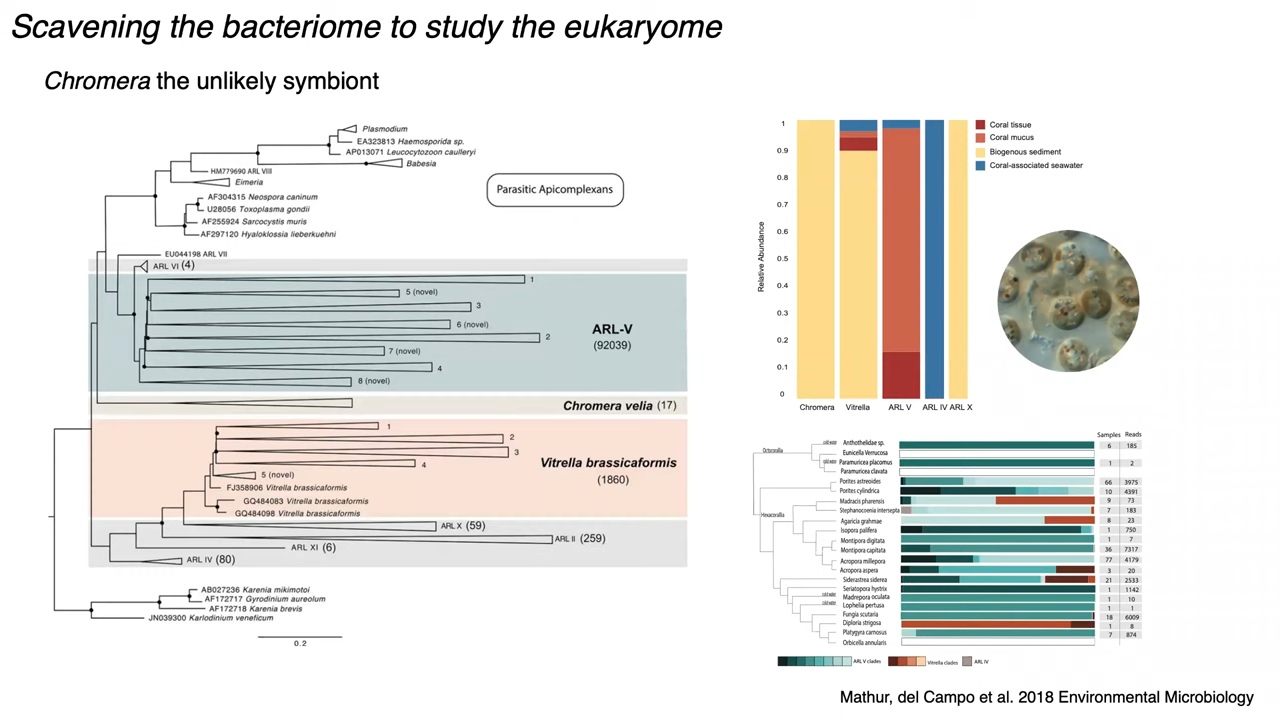 Scavening the bacteriome to study the eukaryome
Chromera the unlikely symbiont
Plasmodium
EA323813 Haemosporida sp.
AP013071 Leucocytozoon caulleryi
Babesia
HM779690 ARL VIII
Eimeria
AF304315 Neospora caninum
U28056 Toxoplasma gondii
AF255924 Sarcocystis muris
AF297120 Hyaloklossia lieberkuehni
Parasitic Apicomplexans
EU044198 ARL VII
ARL VI (4)
1
5 (novel)
3
6 (novel)
2
7 (novel)
4
8 (novel)
ARL-V
(92039)
Chromera velia (17)
1
2
3
4
5 (novel)
FJ358906 Vitrella brassicaformis
GQ484083 Vitrella brassicaformis
GQ484098 Vitrella brassicaformis
Vitrella brassicaformis
(1860)
ARL X (59)
ARL II (259)
ARL XI (6)
ARL IV (80)
AB027236 Karenia mikimotoi
AF172717 Gyrodinium aureolum
AF172718 Karenia brevis
JN039300 Karlodinium veneticum
0.2
Relative Abundance
1
0.9
0.8
0.7
0.6
0.5
0.4
0.3
0.2
0.1
0
Chromera Vitrella ARL V ARL IV ARL X
Coral tissue
Coral mucus
Biogenous sediment
Coral-associated seawater
Samples Reads
Octocorallia
Hexacorallia
cold water Anthothelidae sp. 6 185
Eunicella Verrucosa
cold water Paramuricea placomus 1 2
Paramuricea clavata
Porites astreoides 66 3975
Porites cylindrica 10 4391
Madracis pharensis 9 73
Stephanocoenia intersepta 7 183
Agaricia grahmae 8 23
Isopora palifera 1 750
Montipora digitata 1 7
Montipora capitata 36 7317
Acropora millepora 77 4179
Acropora aspera 3 20
Siderastrea siderea 21 2533
Seriatopora hystrix 1 1142
cold water Madrepora oculata 1 10
cold water Lophelia pertusa 1 1
Fungia scutaria 18 6009
Diploria strigosa 1 8
Platygyra carnosus 7 874
Orbicella annularis
ARL V clades
Vitrella clades
ARL IV
Mathur, del Campo et al. 2018 Environmental Microbiology